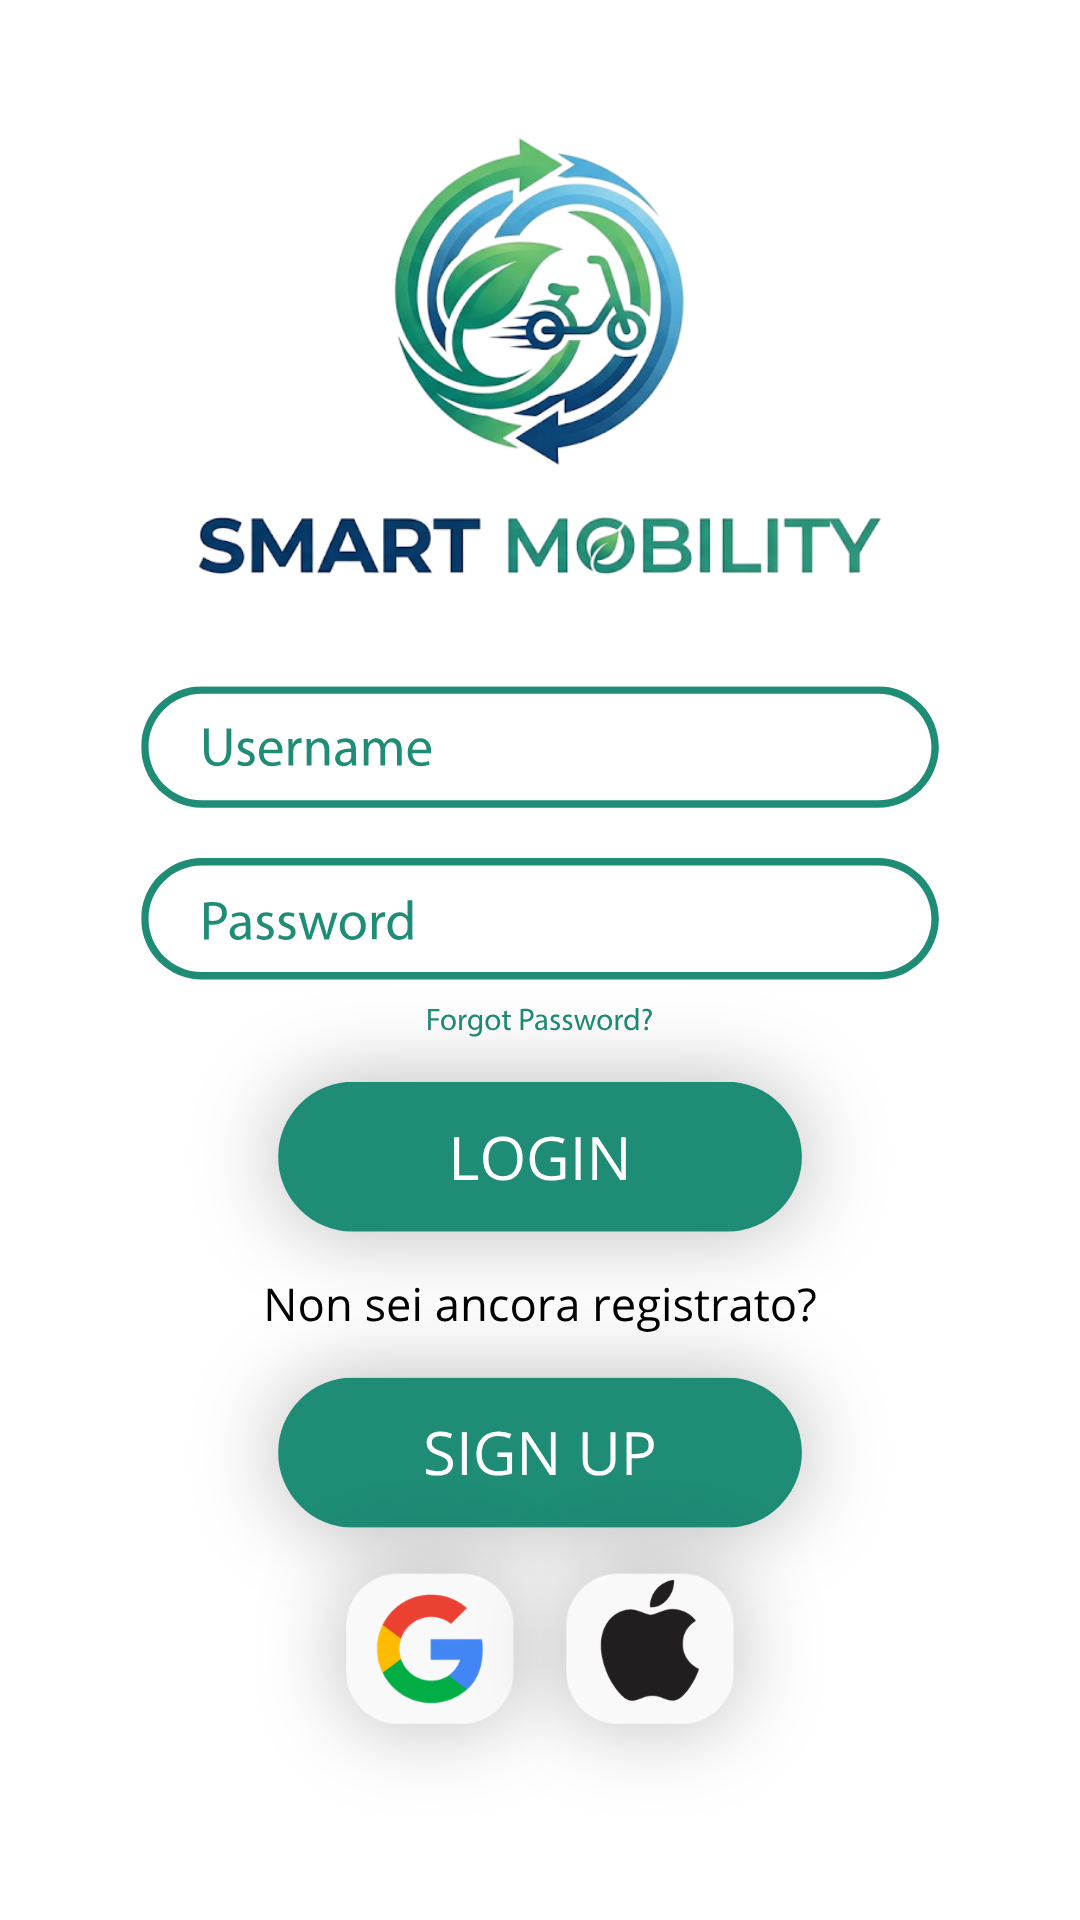 SMART MOBILITY
Username
Password
Forgot Password?
LOGIN
Non sei ancora registrato?
SIGN UP